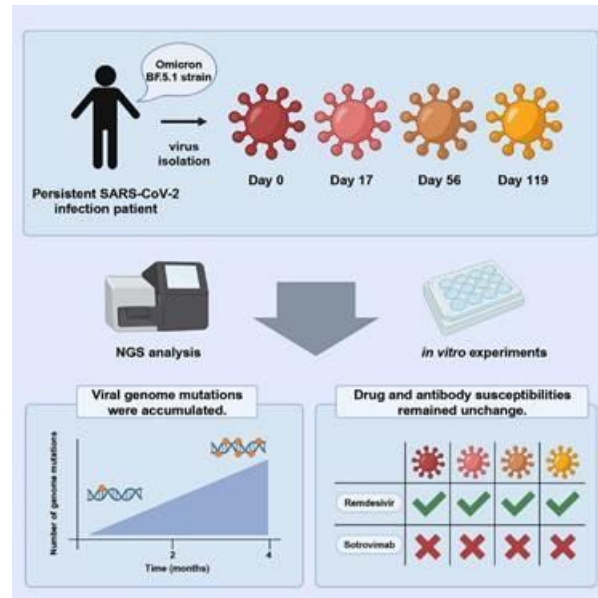 Omicron
BF.5.1 strain
virus
isolation
Persistent SARS-CoV-2
infection patient
Day 0
Day 17
Day 56
Day 119
NGS analysis
in vitro experiments
Viral genome mutations
were accumulated.
Number of genome mutations
2
4
Time (months)
Drug and antibody susceptibilities
remained unchange.
Remdesivir
Sotrovimab